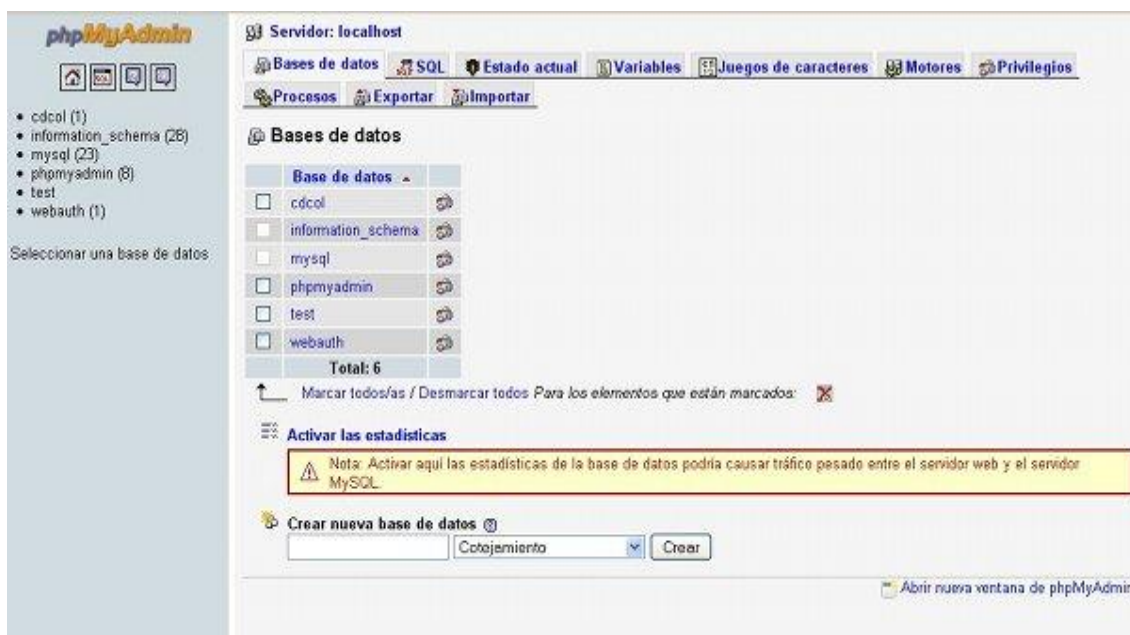 phpMyAdmin
cdcol (1)
information_schema (28)
mysql (23)
phpmyadmin (8)
test
webauth (1)
Seleccionar una base de datos
Servidor: localhost
Bases de datos SQL Estado actual Variables Juegos de caracteres Motores Privilegios
Procesos Exportar Importar
Bases de datos
Base de datos
cdcol
information_schema
mysql
phpmyadmin
test
webauth
Total: 6
Marcar todos/as / Desmarcar todos Para los elementos que están marcados:
Activar las estadísticas
Nota: Activar aquí las estadísticas de la base de datos podría causar tráfico pesado entre el servidor web y el servidor
MySQL.
Crear nueva base de datos
Cotejamiento Crear
Abrir nueva ventana de phpMyAdmin